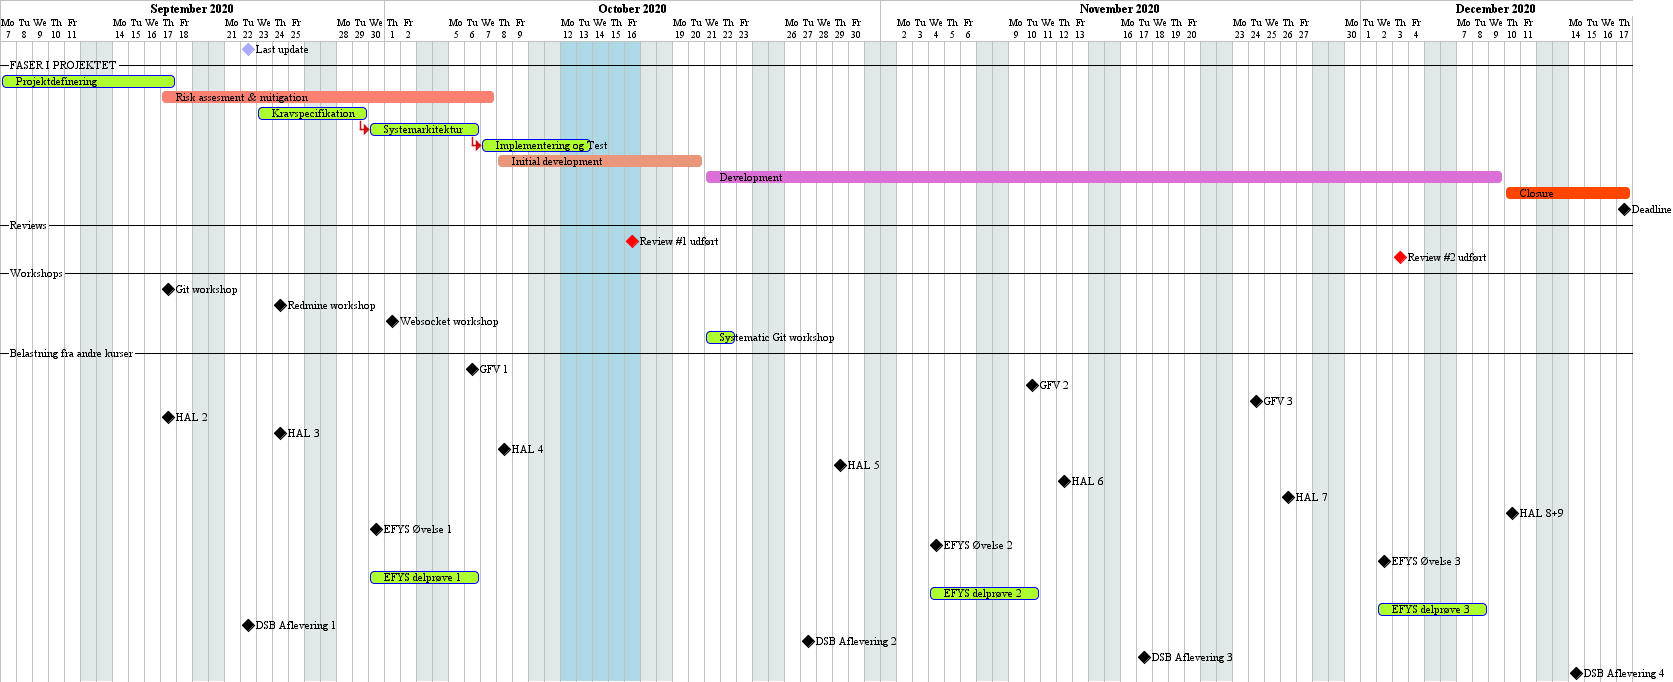 September 2020 October 2020 November 2020 December 2020
Mo Tu We Th Fr Mo Tu We Th Fr Mo Tu We Th Fr Mo Tu We Th Fr Mo Tu We Th Fr Mo Tu We Th Fr Mo Tu We Th Fr Mo Tu We Th Fr Mo Tu We Th Fr Mo Tu We Th Fr Mo Tu We Th Fr Mo Tu We Th Fr Mo Tu We Th Fr Mo Tu We Th Fr Mo Tu We Th
7 8 9 10 11 14 15 16 17 18 21 22 23 24 25 28 29 30 1 2 5 6 7 8 9 12 13 14 15 16 19 20 21 22 23 26 27 28 29 30 2 3 4 5 6 9 10 11 12 13 16 17 18 19 20 23 24 25 26 27 30 1 2 3 4 7 8 9 10 11 14 15 16 17
Last update
FASER I PROJEKTET
Projektdefinering
Risk assesment & mitigation
Kravspecifikation
Systemarkitektur
Implementering og Test
Initial development
Development
Closure
Deadline
Reviews
Review #1 udført
Review #2 udført
Workshops
Git workshop
Redmine workshop
Websocket workshop
Systematic Git workshop
Belastning fra andre kurser
GFV 1
GFV 2
GFV 3
HAL 2
HAL 3
HAL 4
HAL 5
HAL 6
HAL 7
HAL 8+9
EFYS Øvelse 1
EFYS Øvelse 2
EFYS Øvelse 3
EFYS delprøve 1
EFYS delprøve 2
EFYS delprøve 3
DSB Aflevering 1
DSB Aflevering 2
DSB Aflevering 3
DSB Aflevering 4